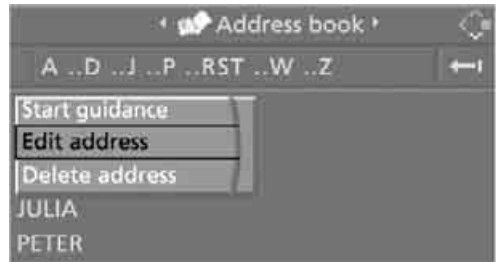 Address book
A ..D ..J ..P ..RST ..W ..Z
Start guidance
Edit address
Delete address
JULIA
PETER